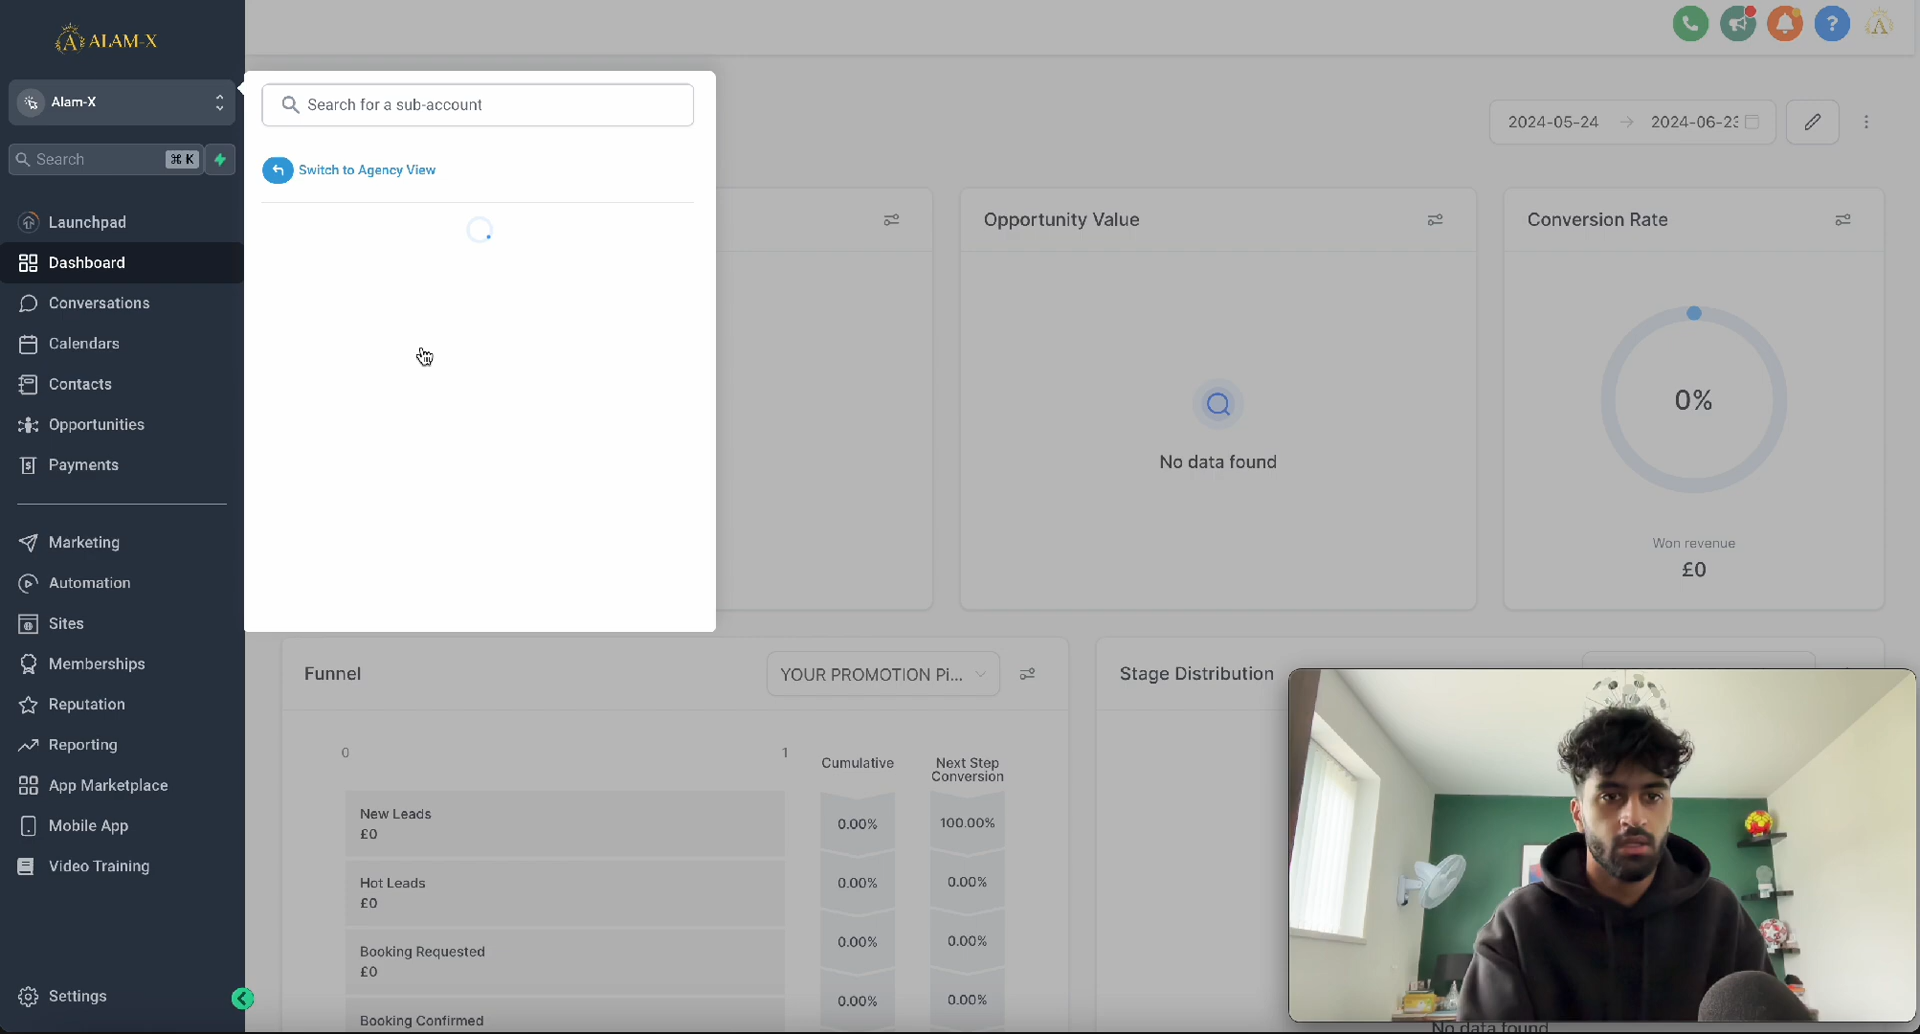 ALAM-X
Alam-X
Search
⌘ K
Launchpad
Dashboard
Conversations
Calendars
Contacts
Opportunities
Payments
Marketing
Automation
Sites
Memberships
Reputation
Reporting
App Marketplace
Mobile App
Video Training
Settings
Search for a sub-account
Switch to Agency View
2024-05-24 → 2024-06-23
Opportunity Value
No data found
Conversion Rate
0%
Won revenue
£0
Funnel
YOUR PROMOTION Pi...
0 1
Cumulative
Next Step
Conversion
New Leads
£0
0.00% 100.00%
Hot Leads
£0
0.00% 0.00%
Booking Requested
£0
0.00% 0.00%
Booking Confirmed
0.00% 0.00%
Stage Distribution
No data found